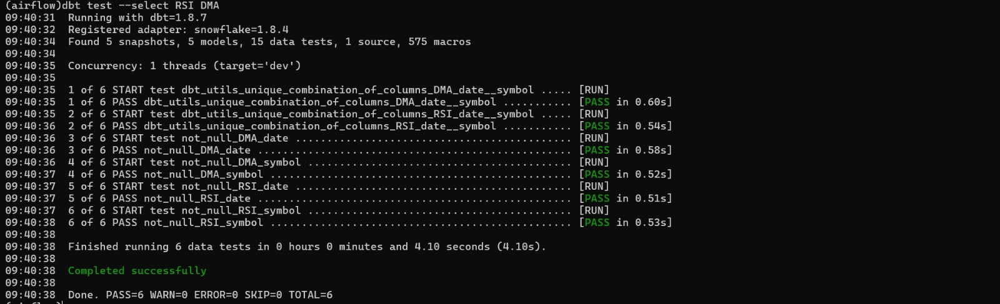 (airflow)dbt test --select RSI DMA
09:40:31  Running with dbt=1.8.7
09:40:32  Registered adapter: snowflake=1.8.4
09:40:34  Found 5 snapshots, 5 models, 15 data tests, 1 source, 575 macros
09:40:34
09:40:35  Concurrency: 1 threads (target='dev')
09:40:35
09:40:35  1 of 6 START test dbt_utils_unique_combination_of_columns_DMA_date__symbol ..... [RUN]
09:40:35  1 of 6 PASS dbt_utils_unique_combination_of_columns_DMA_date__symbol ........... [PASS in 0.60s]
09:40:35  2 of 6 START test dbt_utils_unique_combination_of_columns_RSI_date__symbol ..... [RUN]
09:40:36  2 of 6 PASS dbt_utils_unique_combination_of_columns_RSI_date__symbol ........... [PASS in 0.54s]
09:40:36  3 of 6 START test not_null_DMA_date ............................................ [RUN]
09:40:36  3 of 6 PASS not_null_DMA_date .................................................. [PASS in 0.58s]
09:40:36  4 of 6 START test not_null_DMA_symbol .......................................... [RUN]
09:40:37  4 of 6 PASS not_null_DMA_symbol ................................................ [PASS in 0.52s]
09:40:37  5 of 6 START test not_null_RSI_date ............................................ [RUN]
09:40:37  5 of 6 PASS not_null_RSI_date .................................................. [PASS in 0.51s]
09:40:37  6 of 6 START test not_null_RSI_symbol .......................................... [RUN]
09:40:38  6 of 6 PASS not_null_RSI_symbol ................................................ [PASS in 0.53s]
09:40:38
09:40:38  Finished running 6 data tests in 0 hours 0 minutes and 4.10 seconds (4.10s).
09:40:38
09:40:38  Completed successfully
09:40:38
09:40:38  Done. PASS=6 WARN=0 ERROR=0 SKIP=0 TOTAL=6